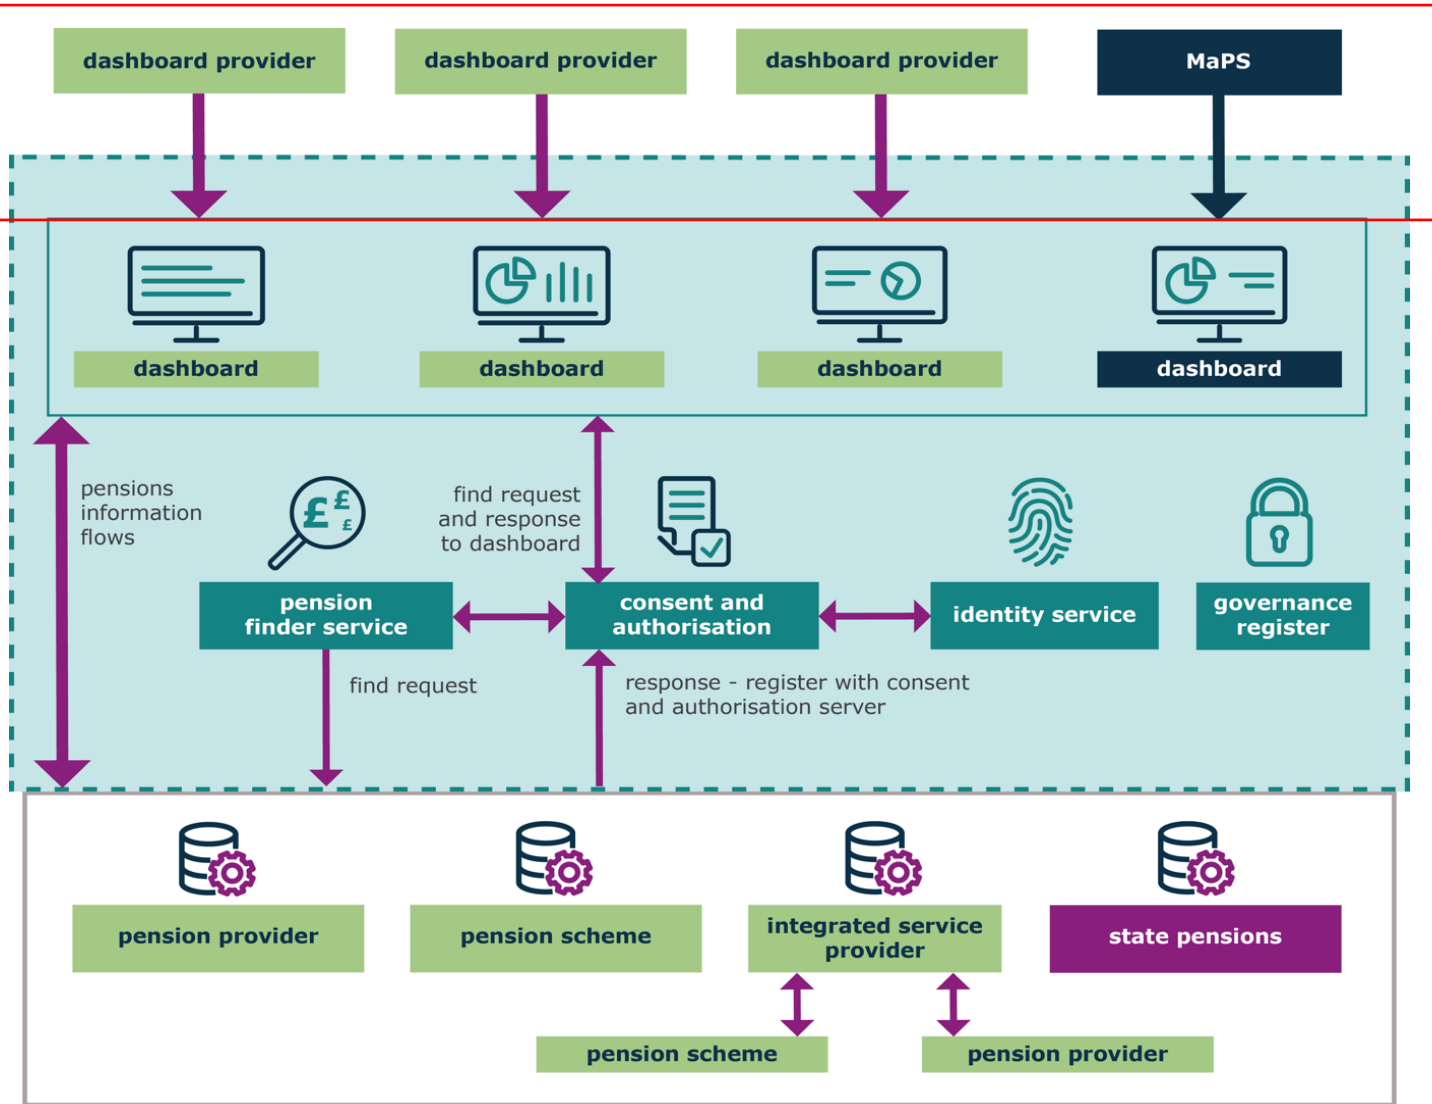 dashboard provider
dashboard provider
dashboard provider
MaPS
dashboard
dashboard
dashboard
dashboard
pensions
information
flows
£ £ £
find request
and response
to dashboard
pension
finder service
consent and
authorisation
identity service
governance
register
find request
response - register with consent
and authorisation server
pension provider
pension scheme
integrated service
provider
state pensions
pension scheme
pension provider